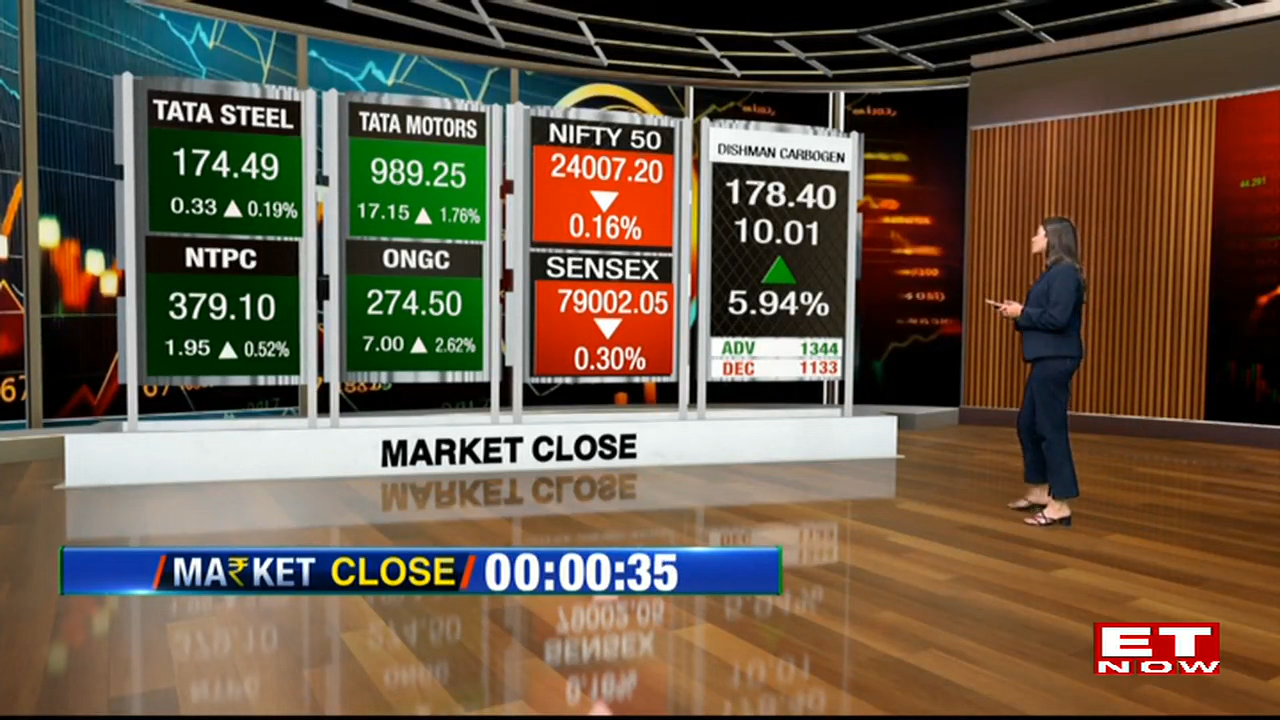 TATA STEEL
174.49
0.33 ▲ 0.19%
NTPC
379.10
1.95 ▲ 0.52%
TATA MOTORS
989.25
17.15 ▲ 1.76%
ONGC
274.50
7.00 ▲ 2.62%
NIFTY 50
24007.20
▼
0.16%
SENSEX
79002.05
▼
0.30%
DISHMAN CARBOGEN
178.40
10.01
▲
5.94%
ADV 1344
DEC 1133
MARKET CLOSE
/ MA₹KET CLOSE / 00:00:35
ET
NOW